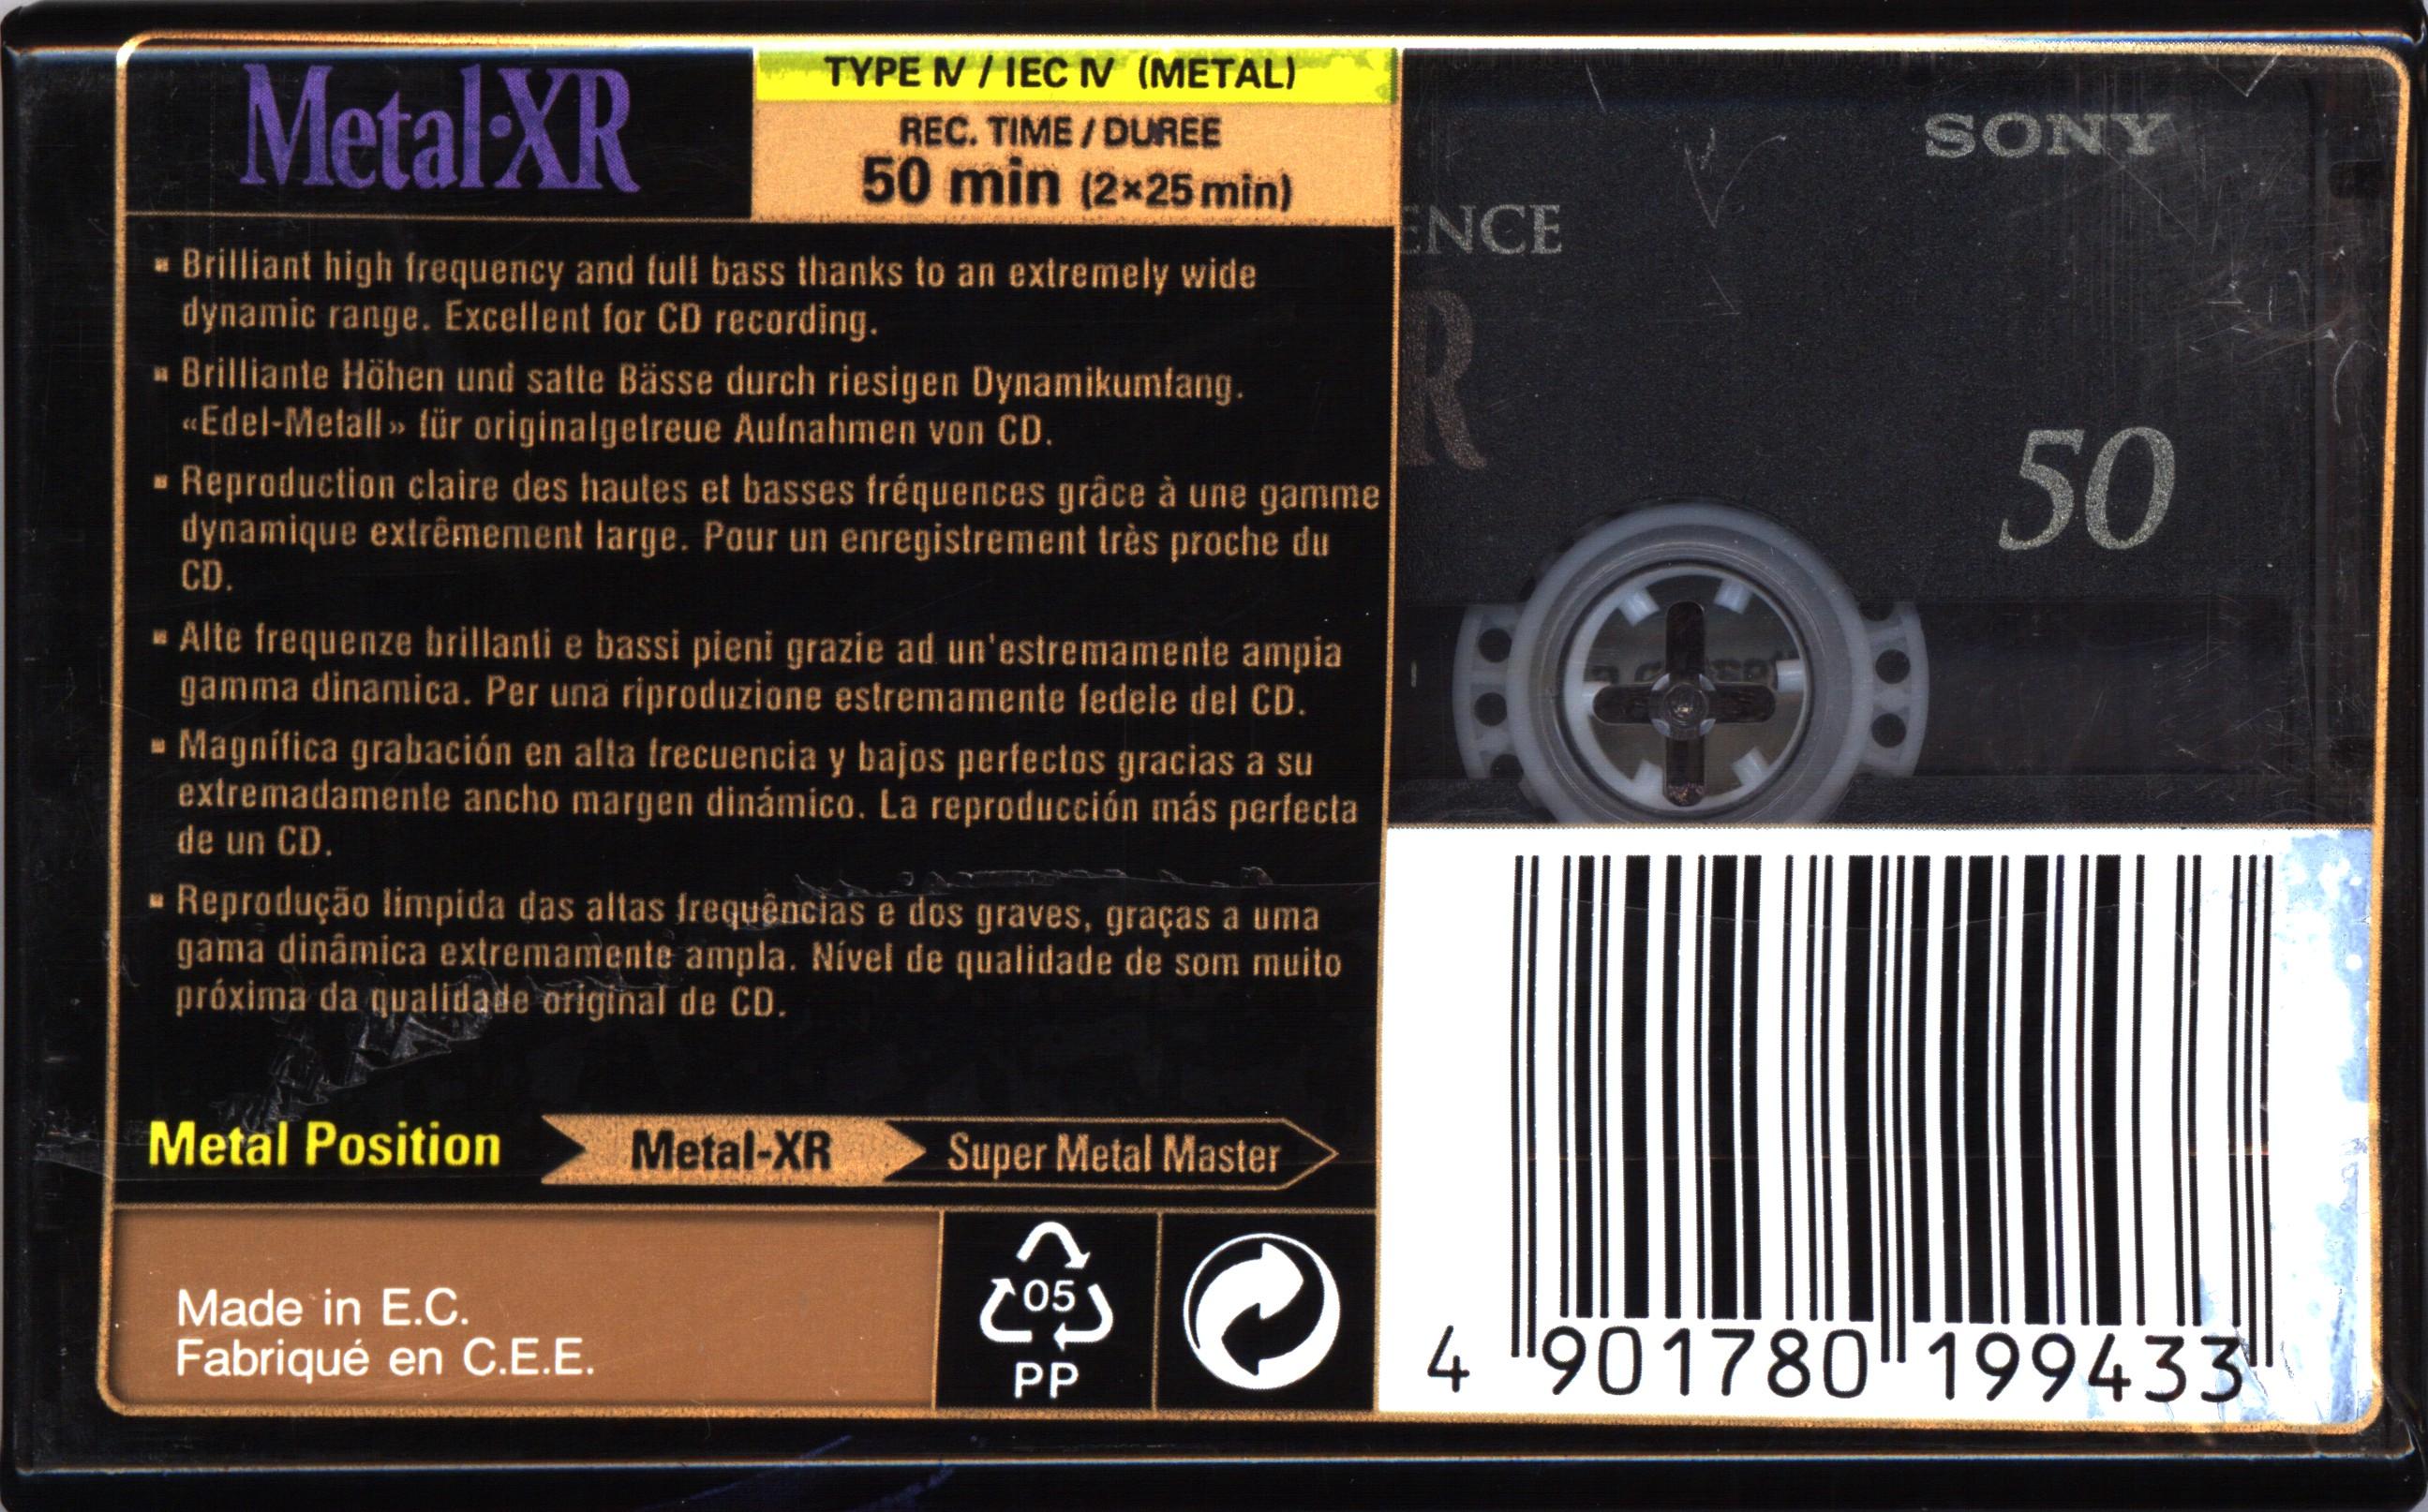 Metal·XR
TYPE IV / IEC IV (METAL)
REC. TIME / DUREE
50 min (2×25 min)
▪ Brilliant high frequency and full bass thanks to an extremely wide
dynamic range. Excellent for CD recording.
▪ Brilliante Höhen und satte Bässe durch riesigen Dynamikumfang.
«Edel-Metall» für originalgetreue Aufnahmen von CD.
▪ Reproduction claire des hautes et basses fréquences grâce à une gamme
dynamique extrêmement large. Pour un enregistrement très proche du
CD.
▪ Alte frequenze brillanti e bassi pieni grazie ad un'estremamente ampia
gamma dinamica. Per una riproduzione estremamente fedele del CD.
▪ Magnífica grabación en alta frecuencia y bajos perfectos gracias a su
extremadamente ancho margen dinámico. La reproducción más perfecta
de un CD.
▪ Reprodução límpida das altas frequências e dos graves, graças a uma
gama dinâmica extremamente ampla. Nível de qualidade de som muito
próxima da qualidade original de CD.
Metal Position
Metal-XR
Super Metal Master
Made in E.C.
Fabriqué en C.E.E.
05
PP
SONY
ENCE
R
50
4 901780 199433